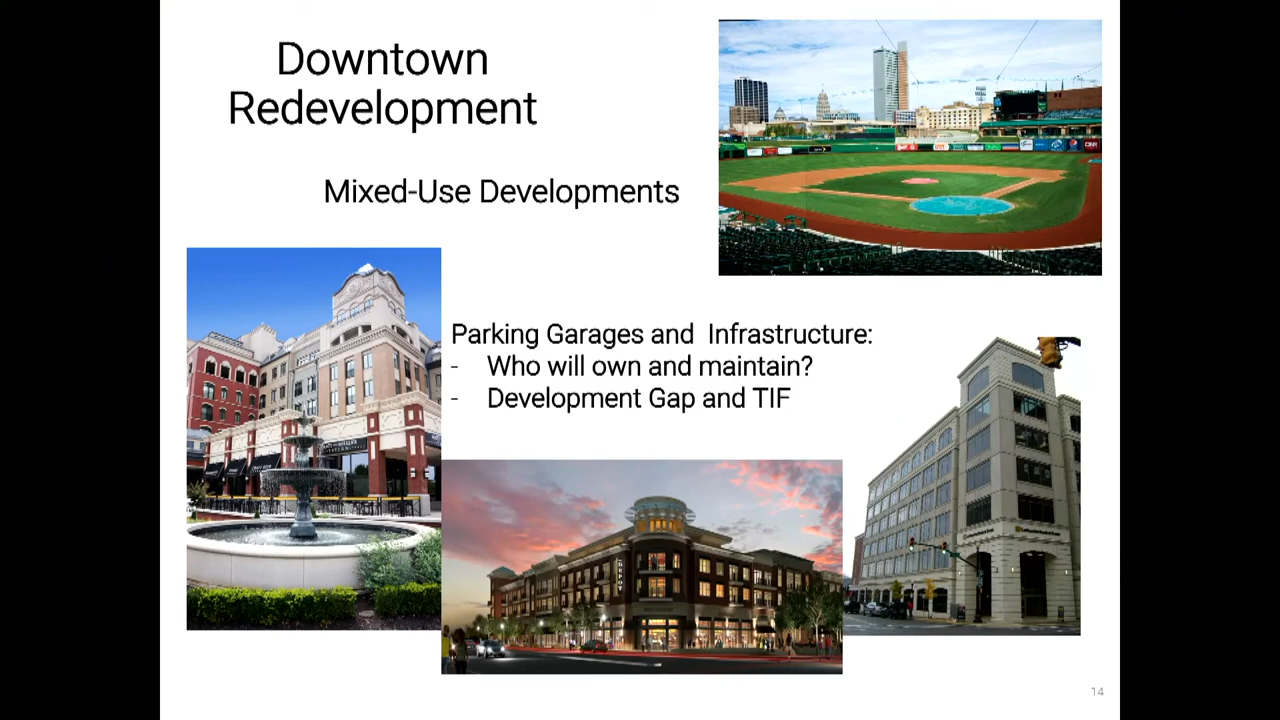 Downtown
Redevelopment
Mixed-Use Developments
Parking Garages and  Infrastructure:
- Who will own and maintain?
- Development Gap and TIF
DEPOT
14